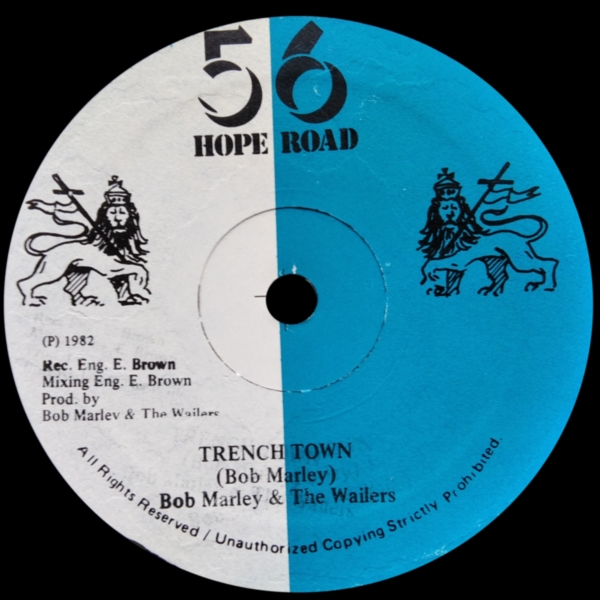 56
HOPE ROAD
(P) 1982
Rec. Eng. E. Brown
Mixing Eng. E. Brown
Prod. by
Bob Marley & The Wailers
TRENCH TOWN
(Bob Marley)
Bob Marley & The Wailers
All Rights Reserved / Unauthorized Copying Strictly Prohibited.